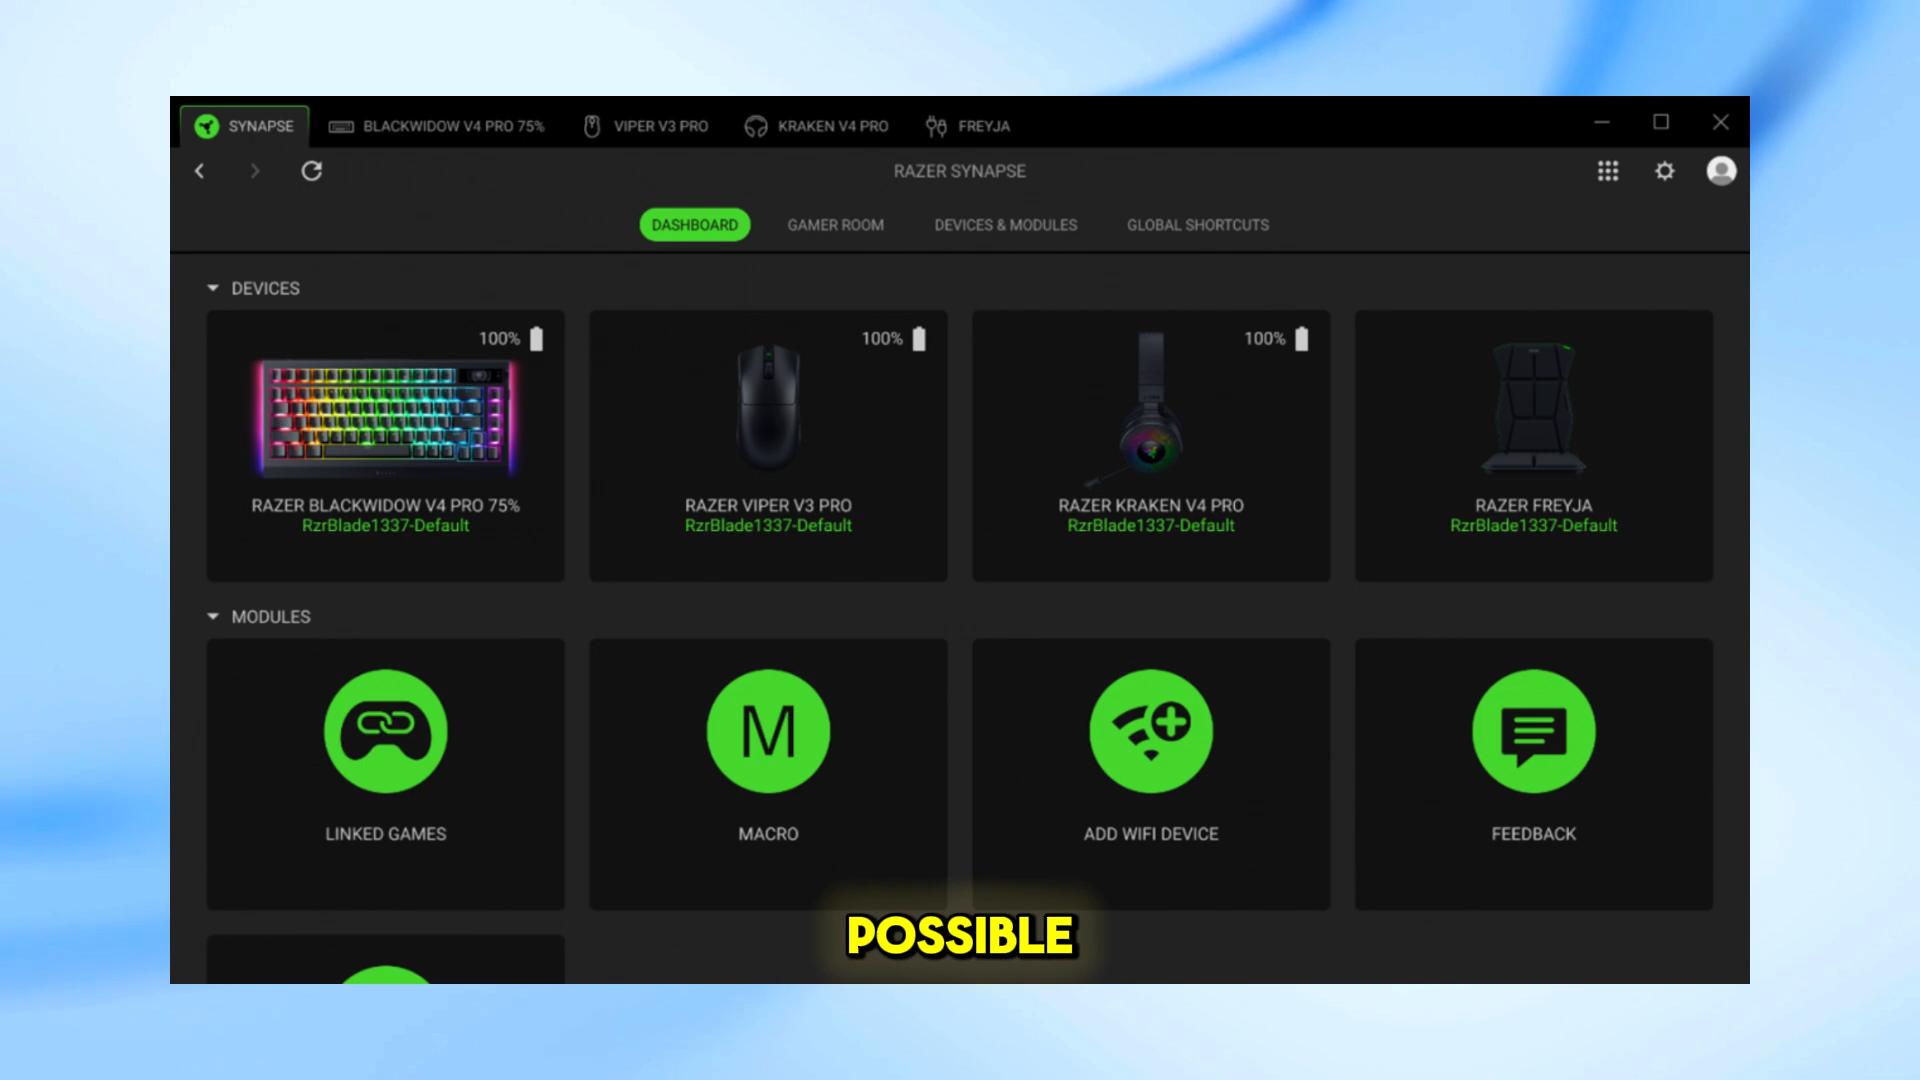 SYNAPSE
BLACKWIDOW V4 PRO 75%
VIPER V3 PRO
KRAKEN V4 PRO
FREYJA
RAZER SYNAPSE
DASHBOARD
GAMER ROOM
DEVICES & MODULES
GLOBAL SHORTCUTS
DEVICES
100%
RAZER BLACKWIDOW V4 PRO 75%
RzrBlade1337-Default
100%
RAZER VIPER V3 PRO
RzrBlade1337-Default
100%
RAZER KRAKEN V4 PRO
RzrBlade1337-Default
RAZER FREYJA
RzrBlade1337-Default
MODULES
LINKED GAMES
M
MACRO
ADD WIFI DEVICE
FEEDBACK
POSSIBLE